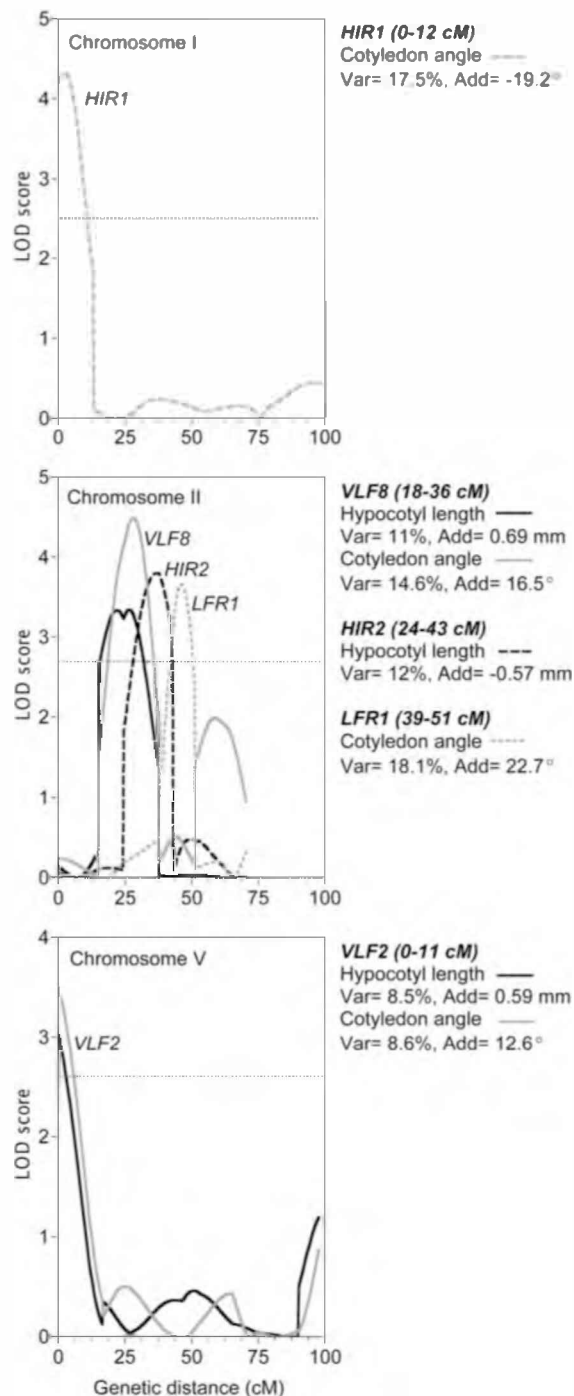 Chromosome I
HIR1
LOD score
5
4
3
2
1
0
0 25 50 75 100
HIR1 (0-12 cM)
Cotyledon angle
Var= 17.5%, Add= -19.2°
Chromosome II
VLF8
HIR2
LFR1
LOD score
5
4
3
2
1
0
0 25 50 75 100
VLF8 (18-36 cM)
Hypocotyl length
Var= 11%, Add= 0.69 mm
Cotyledon angle
Var= 14.6%, Add= 16.5°
HIR2 (24-43 cM)
Hypocotyl length
Var= 12%, Add= -0.57 mm
LFR1 (39-51 cM)
Cotyledon angle
Var= 18.1%, Add= 22.7°
Chromosome V
VLF2
LOD score
4
3
2
1
0
0 25 50 75 100
Genetic distance (cM)
VLF2 (0-11 cM)
Hypocotyl length
Var= 8.5%, Add= 0.59 mm
Cotyledon angle
Var= 8.6%, Add= 12.6°